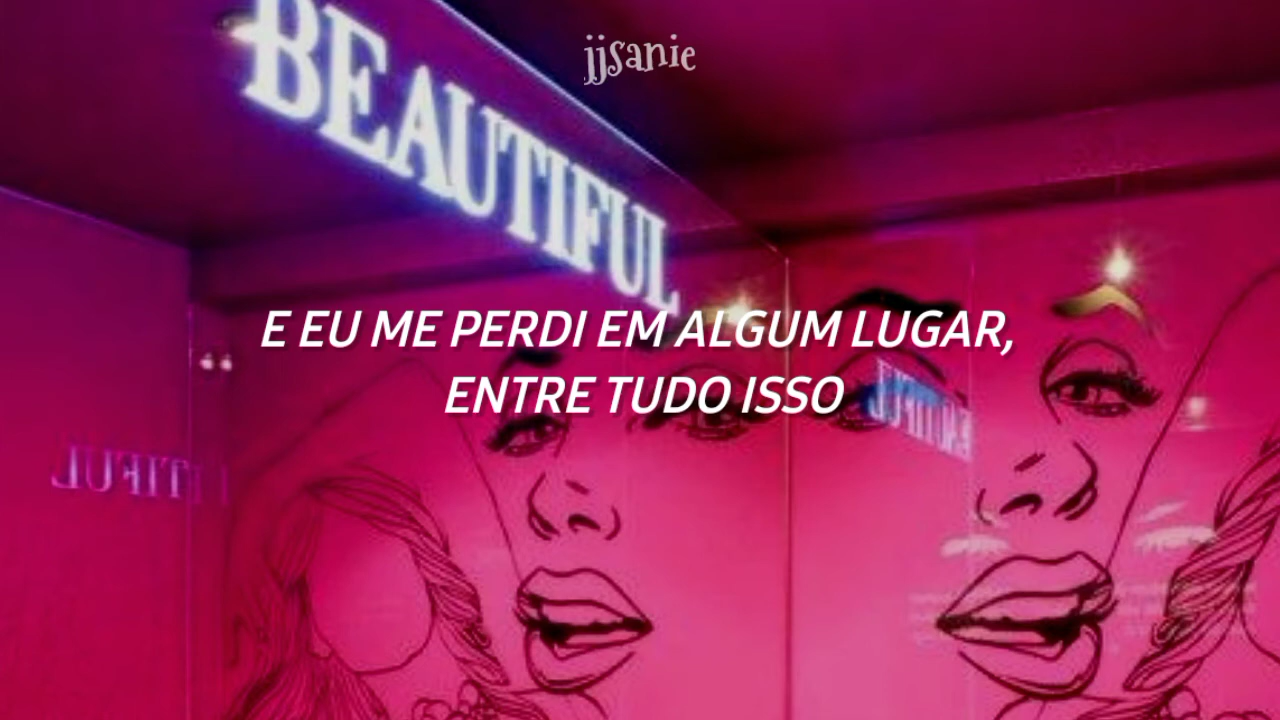 jjsanie
BEAUTIFUL
E EU ME PERDI EM ALGUM LUGAR,
ENTRE TUDO ISSO